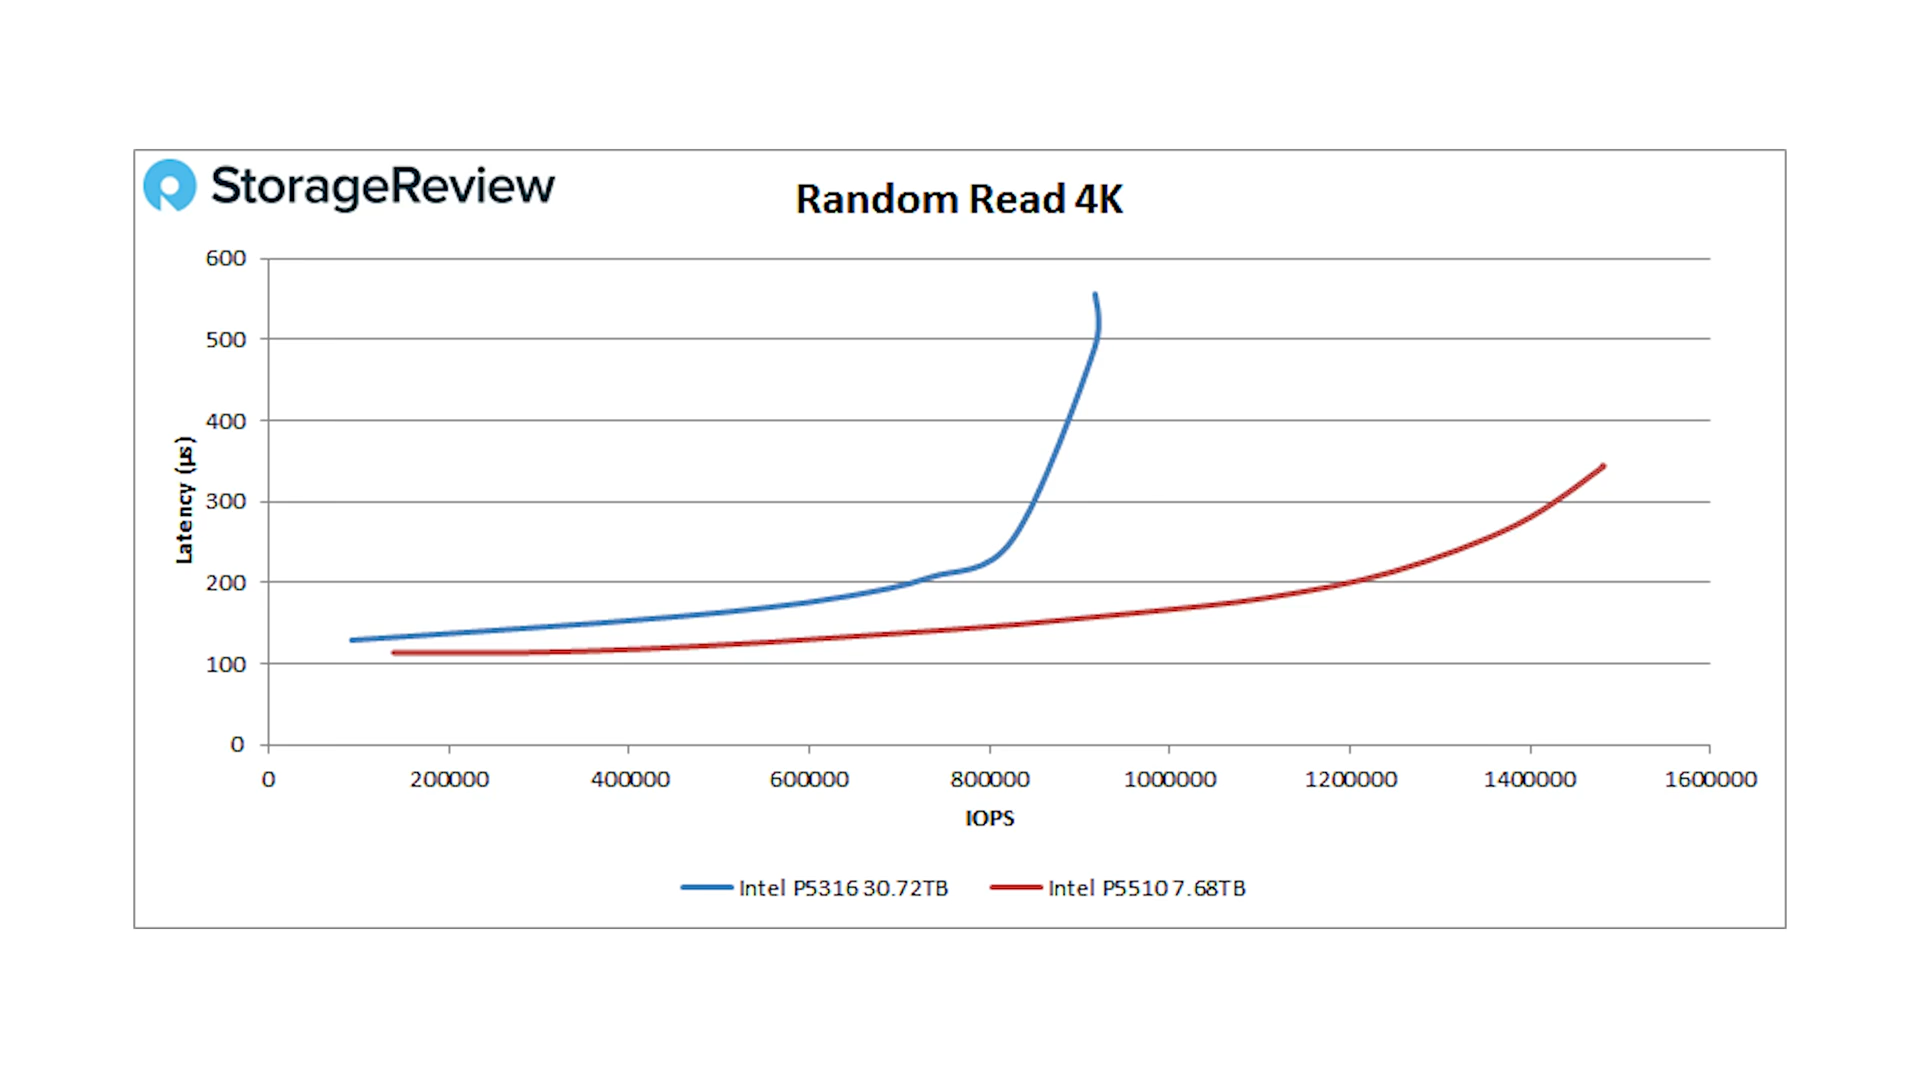 StorageReview
Random Read 4K
600
500
400
300
200
100
0
Latency (µs)
0 200000 400000 600000 800000 1000000 1200000 1400000 1600000
IOPS
Intel P5316 30.72TB Intel P5510 7.68TB